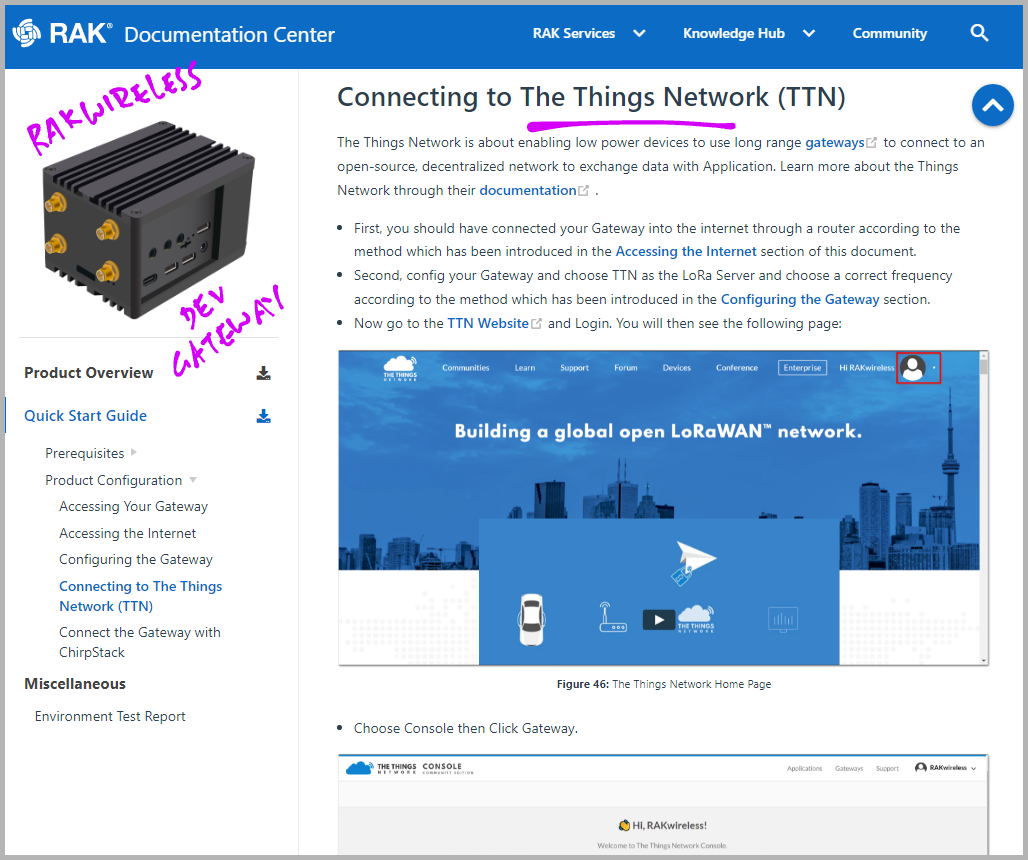 RAK® Documentation Center
RAK Services
Knowledge Hub
Community
RAKWIRELESS
DEV
GATEWAY
Product Overview
Quick Start Guide
Prerequisites
Product Configuration
Accessing Your Gateway
Accessing the Internet
Configuring the Gateway
Connecting to The Things
Network (TTN)
Connect the Gateway with
ChirpStack
Miscellaneous
Environment Test Report
Connecting to The Things Network (TTN)
The Things Network is about enabling low power devices to use long range gateways to connect to an
open-source, decentralized network to exchange data with Application. Learn more about the Things
Network through their documentation .
• First, you should have connected your Gateway into the internet through a router according to the
method which has been introduced in the Accessing the Internet section of this document.
• Second, config your Gateway and choose TTN as the LoRa Server and choose a correct frequency
according to the method which has been introduced in the Configuring the Gateway section.
• Now go to the TTN Website and Login. You will then see the following page:
THE THINGS
NETWORK
Communities
Learn
Support
Forum
Devices
Conference
Enterprise
Hi RAKwireless
Building a global open LoRaWAN™ network.
THE THINGS
NETWORK
Figure 46: The Things Network Home Page
• Choose Console then Click Gateway.
THE THINGS
NETWORK
CONSOLE
COMMUNITY EDITION
Applications
Gateways
Support
RAKwireless
Hi, RAKwireless!
Welcome to The Things Network Console.